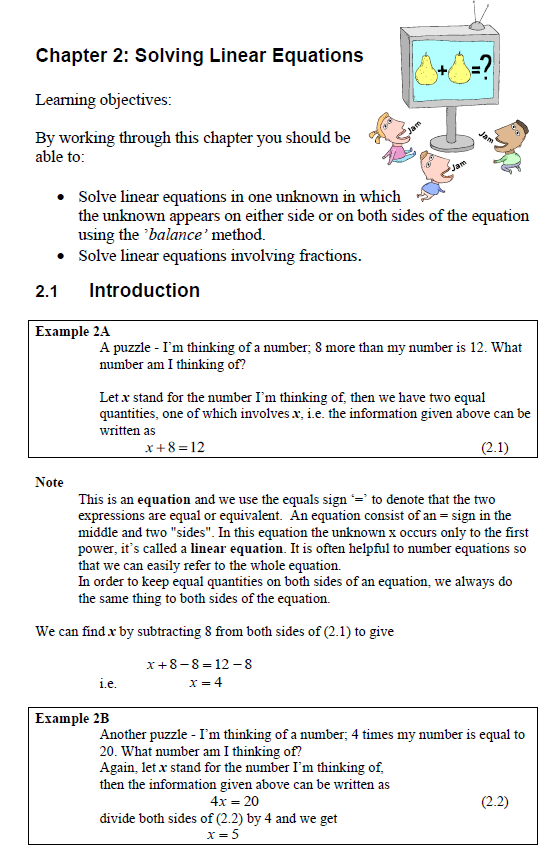 Chapter 2: Solving Linear Equations
+ =?
Jam
Jam
Jam
Learning objectives:
By working through this chapter you should be
able to:
• Solve linear equations in one unknown in which
the unknown appears on either side or on both sides of the equation
using the ’balance’ method.
• Solve linear equations involving fractions.
2.1 Introduction
Example 2A
A puzzle - I’m thinking of a number; 8 more than my number is 12. What
number am I thinking of?
Let x stand for the number I’m thinking of, then we have two equal
quantities, one of which involves x, i.e. the information given above can be
written as
x + 8 = 12 (2.1)
Note
This is an equation and we use the equals sign ‘=’ to denote that the two
expressions are equal or equivalent. An equation consist of an = sign in the
middle and two "sides". In this equation the unknown x occurs only to the first
power, it’s called a linear equation. It is often helpful to number equations so
that we can easily refer to the whole equation.
In order to keep equal quantities on both sides of an equation, we always do
the same thing to both sides of the equation.
We can find x by subtracting 8 from both sides of (2.1) to give
x + 8 − 8 = 12 − 8
i.e. x = 4
Example 2B
Another puzzle - I’m thinking of a number; 4 times my number is equal to
20. What number am I thinking of?
Again, let x stand for the number I’m thinking of,
then the information given above can be written as
4x = 20 (2.2)
divide both sides of (2.2) by 4 and we get
x = 5